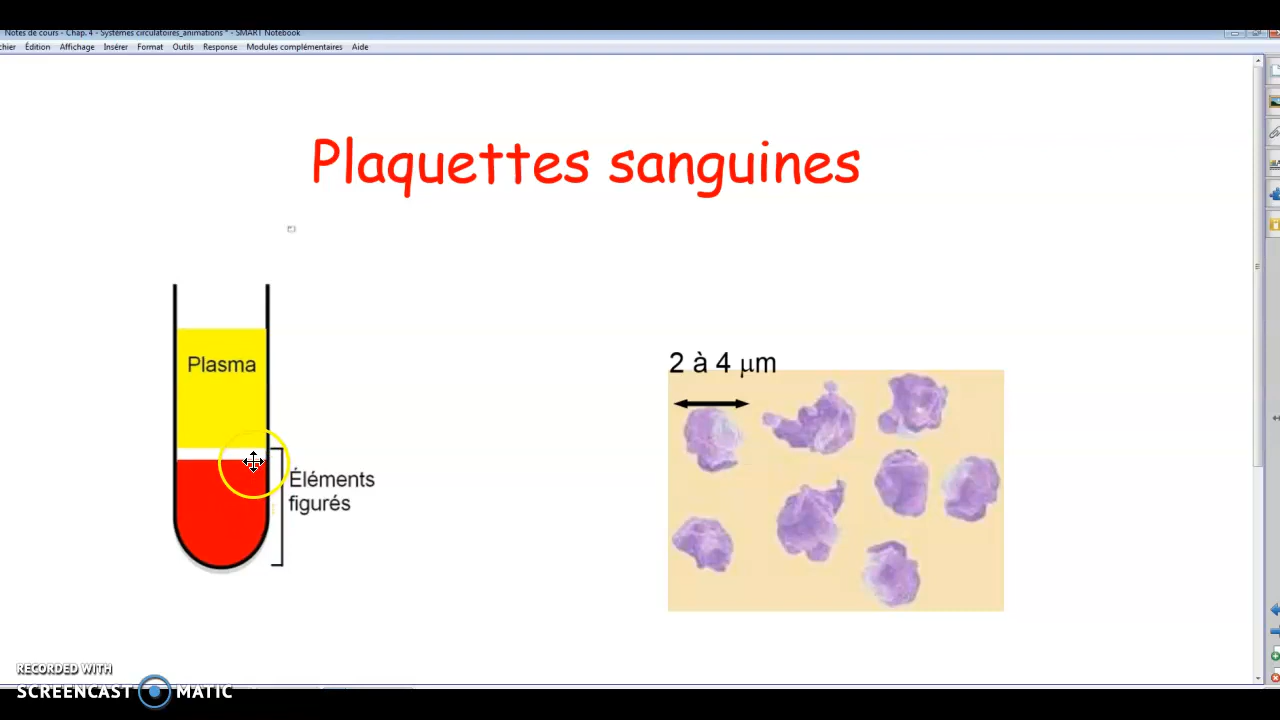 Notes de cours - Chap. 4 - Systèmes circulatoires_animations * - SMART Notebook
chier Édition Affichage Insérer Format Outils Response Modules complémentaires Aide
Plaquettes sanguines
Plasma
Éléments
figurés
2 à 4 μm
RECORDED WITH
SCREENCAST MATIC